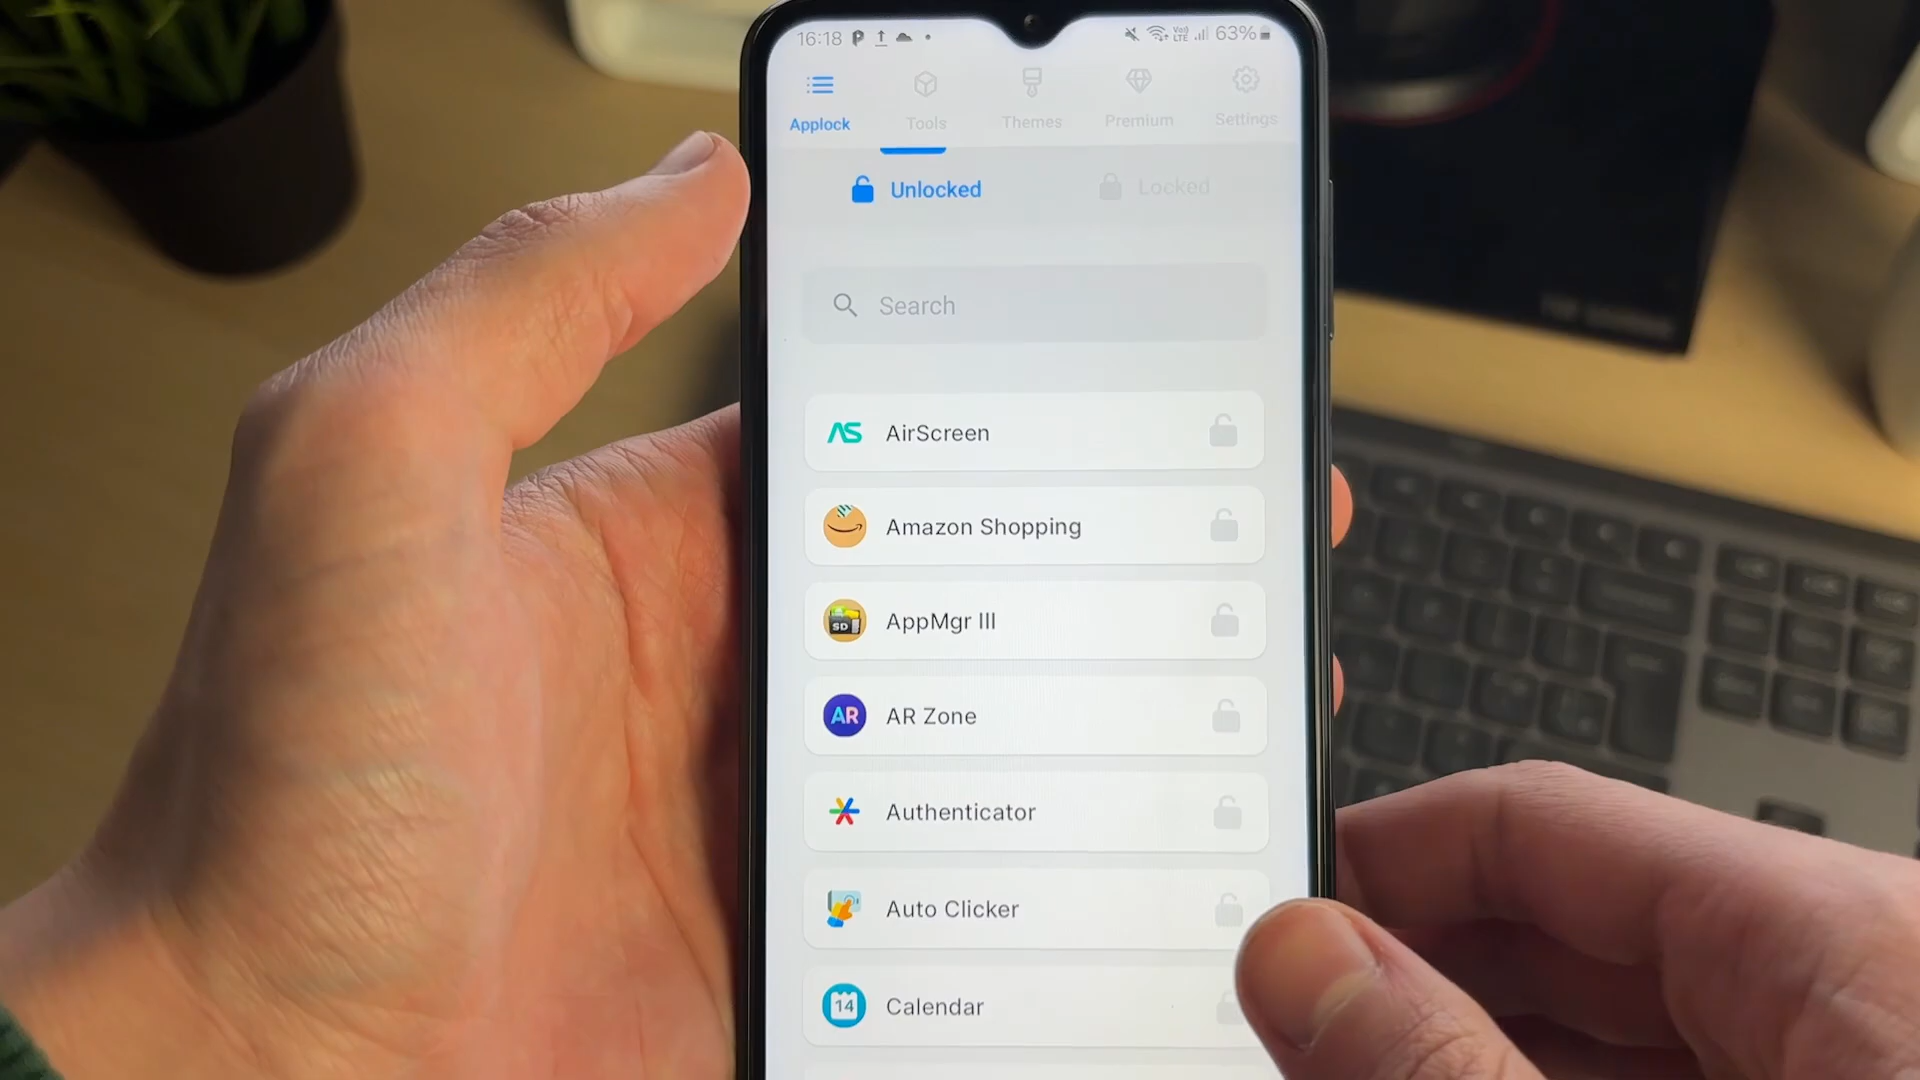 16:18 63%
Applock Tools Themes Premium Settings
Unlocked Locked
Search
AS AirScreen
Amazon Shopping
SD AppMgr III
AR AR Zone
Authenticator
Auto Clicker
14 Calendar